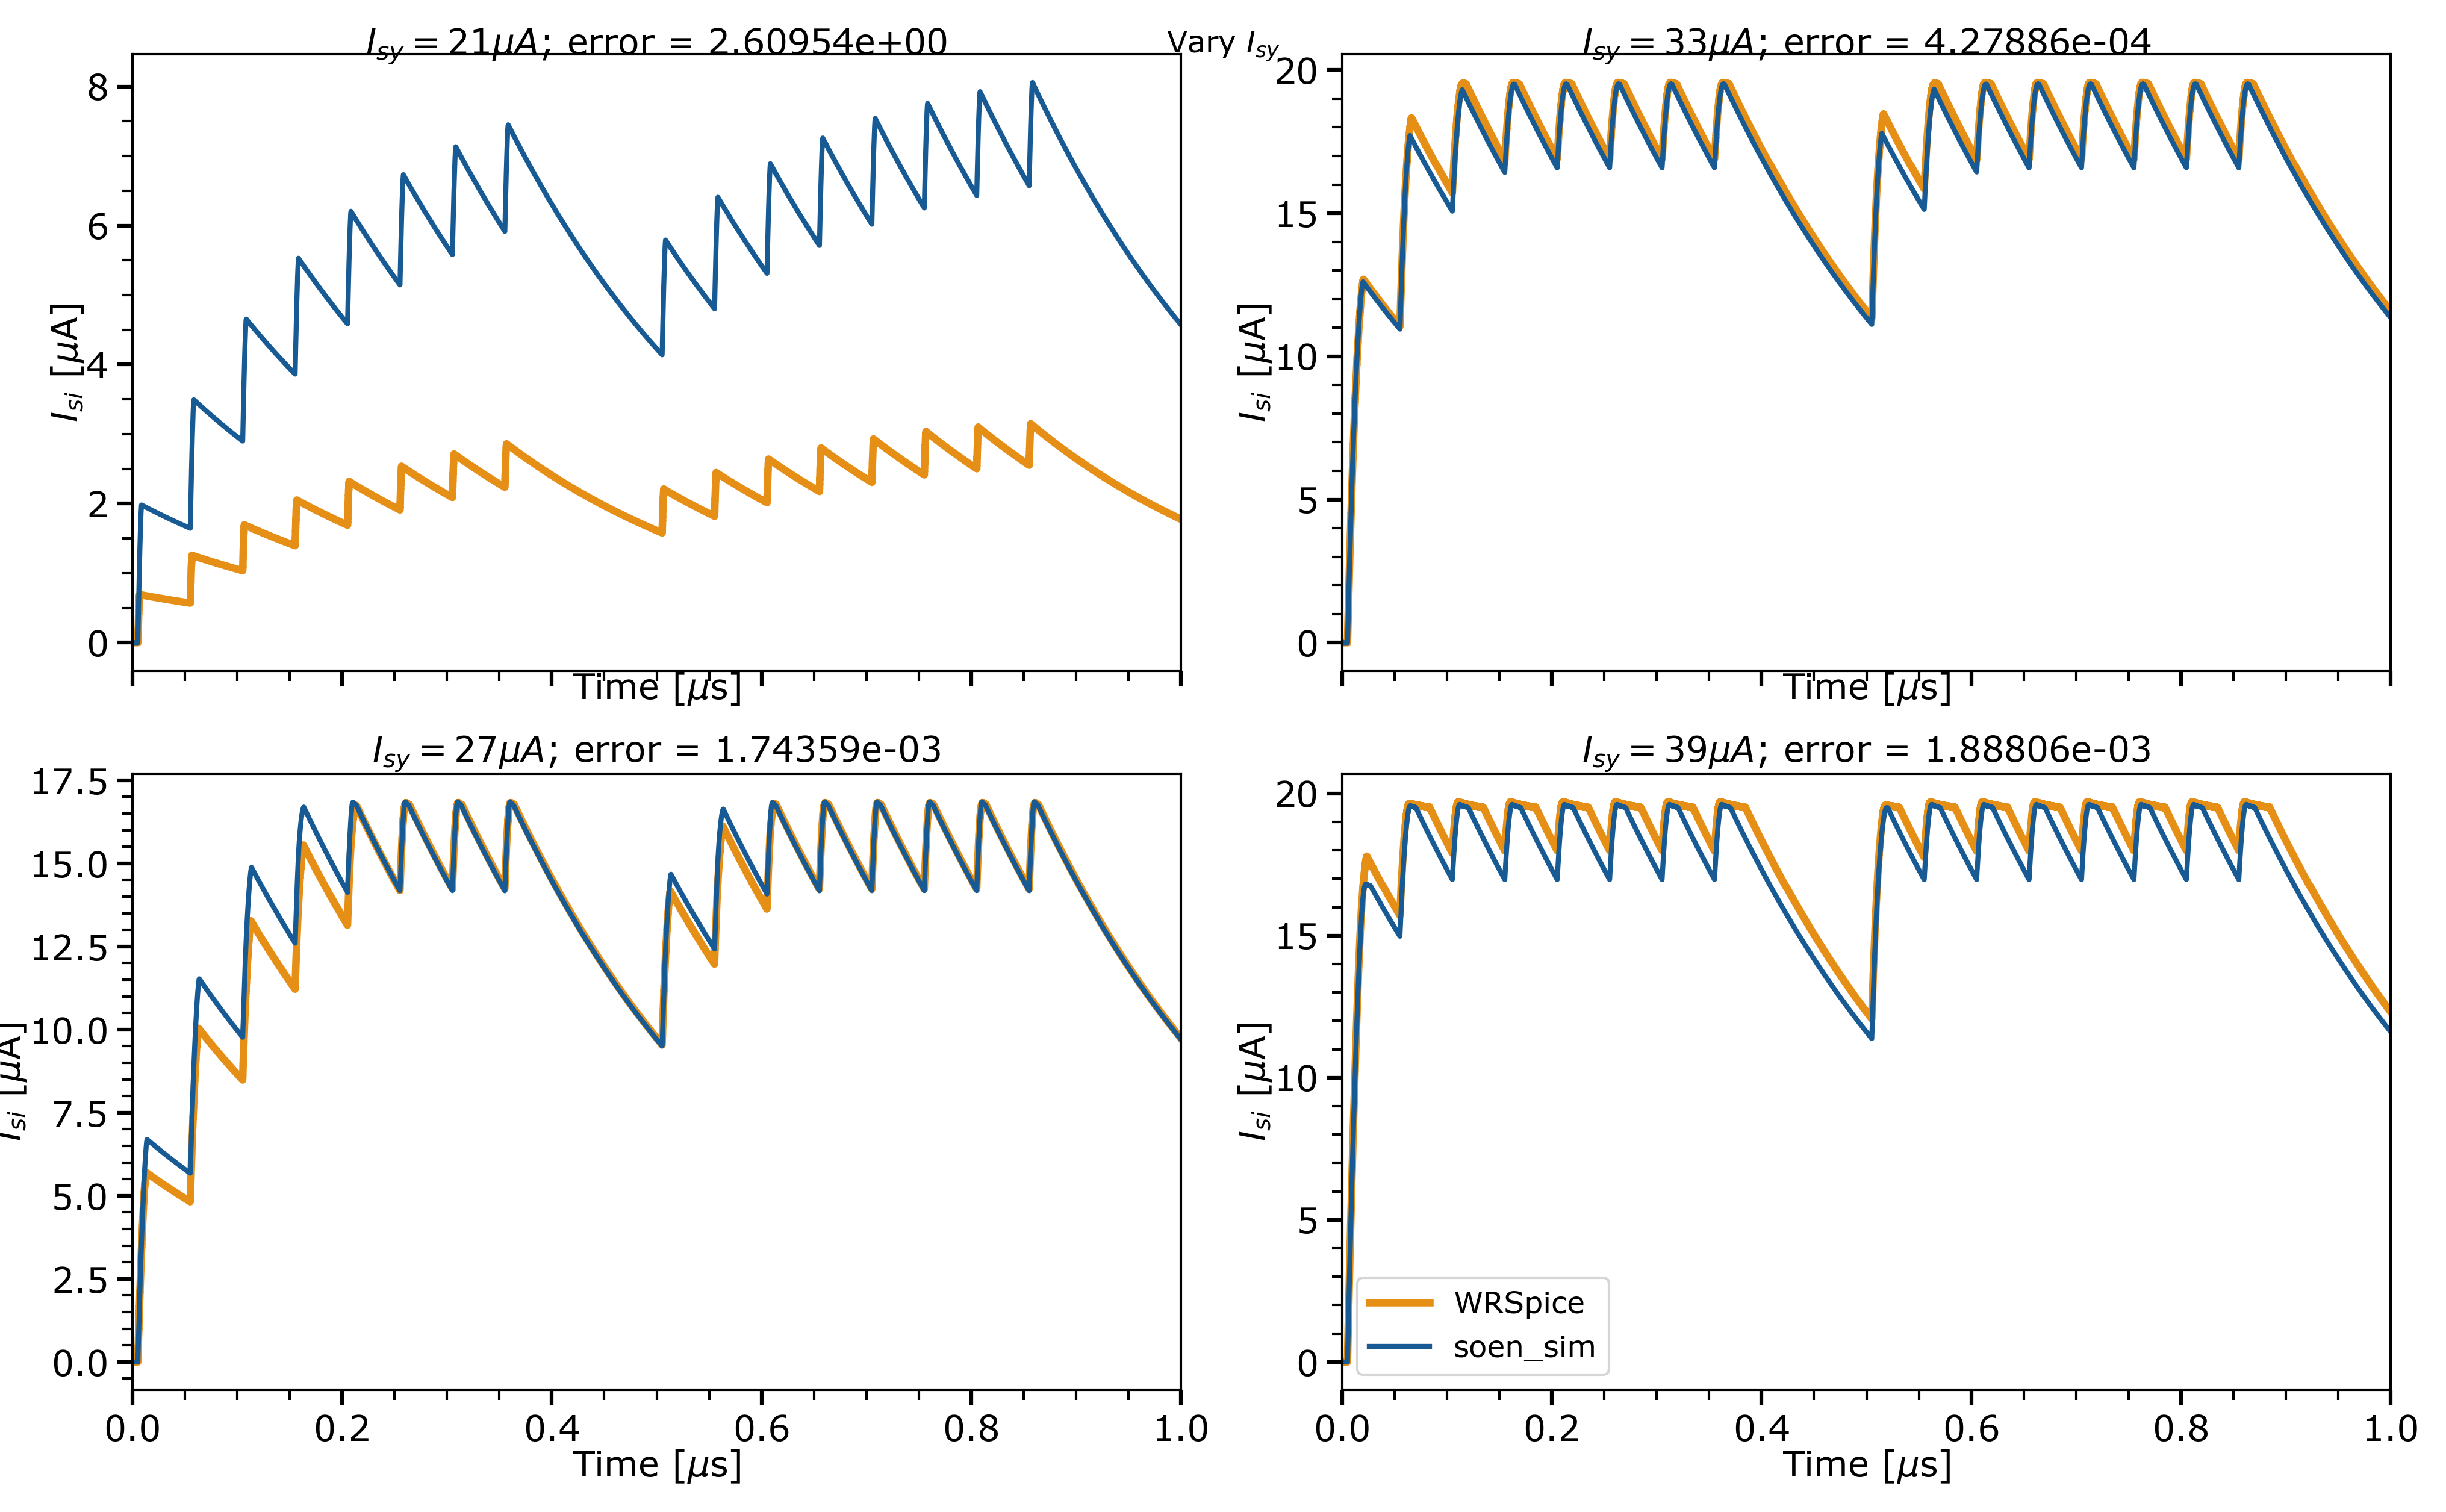 Vary I_sy
I_sy = 21μA; error = 2.60954e+00
8
6
4
2
0
I_si [μA]
Time [μs]
I_sy = 33μA; error = 4.27886e-04
20
15
10
5
0
I_si [μA]
Time [μs]
I_sy = 27μA; error = 1.74359e-03
17.5
15.0
12.5
10.0
7.5
5.0
2.5
0.0
I_si [μA]
0.0 0.2 0.4 0.6 0.8 1.0
Time [μs]
I_sy = 39μA; error = 1.88806e-03
20
15
10
5
0
I_si [μA]
WRSpice
soen_sim
0.0 0.2 0.4 0.6 0.8 1.0
Time [μs]